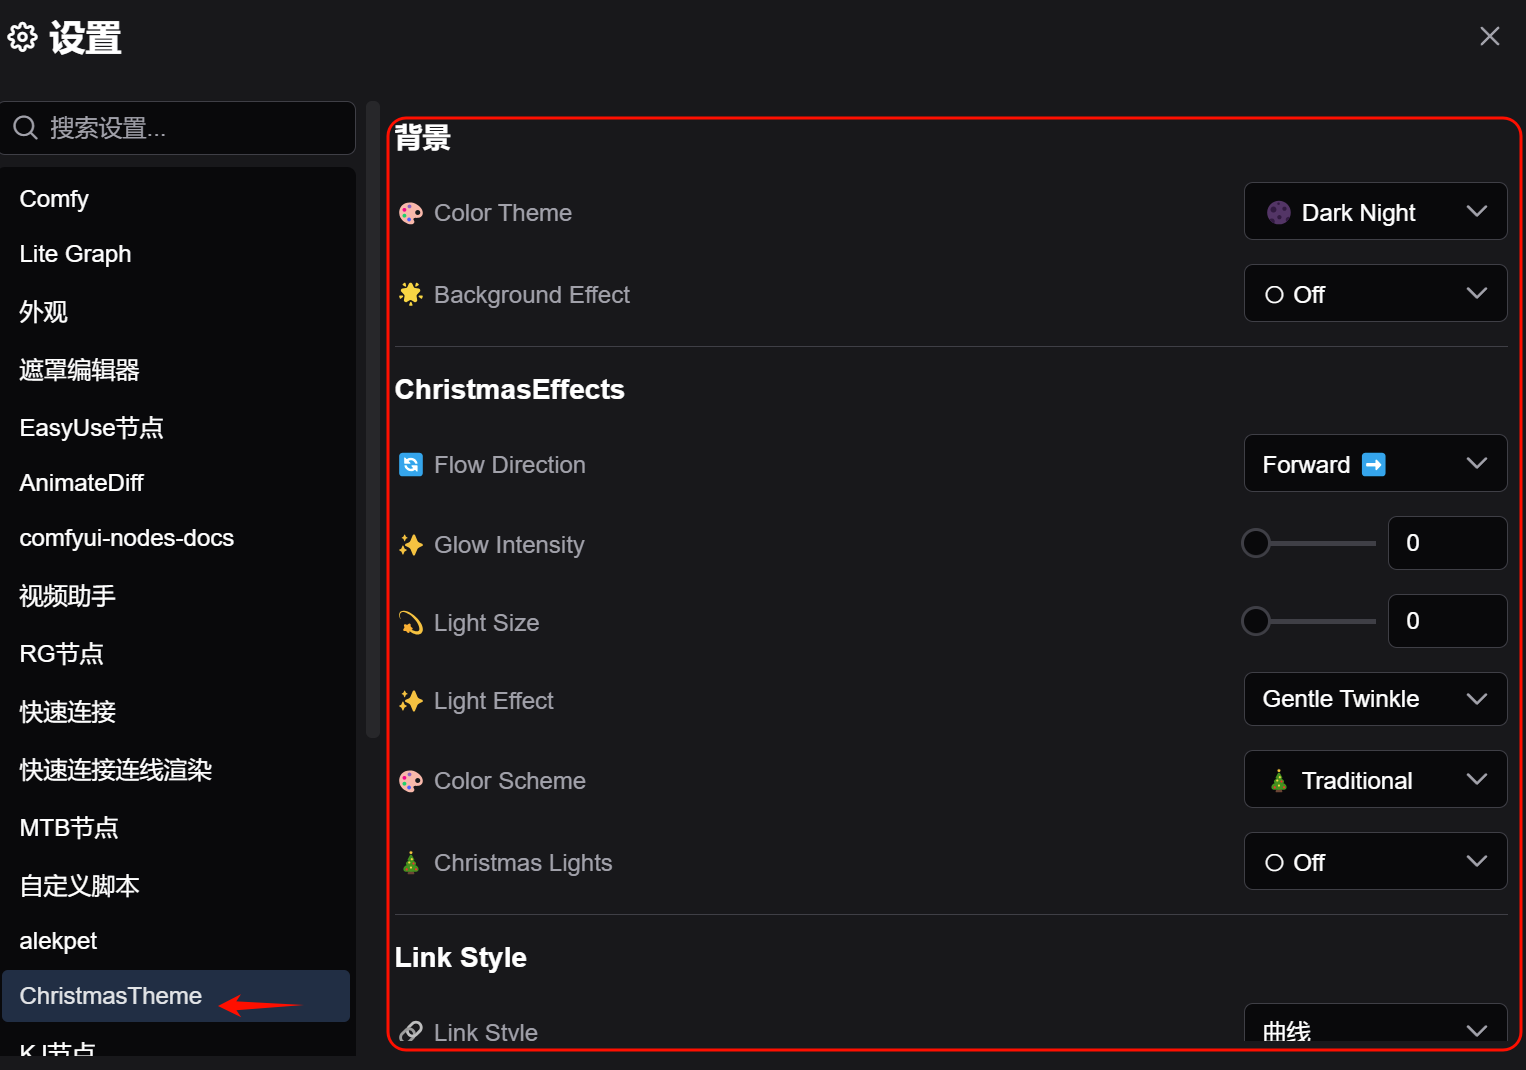 设置
搜索设置...
Comfy
Lite Graph
外观
遮罩编辑器
EasyUse节点
AnimateDiff
comfyui-nodes-docs
视频助手
RG节点
快速连接
快速连接连线渲染
MTB节点
自定义脚本
alekpet
ChristmasTheme
KJ节点
背景
Color Theme
Dark Night
Background Effect
Off
ChristmasEffects
Flow Direction
Forward
Glow Intensity
0
Light Size
0
Light Effect
Gentle Twinkle
Color Scheme
Traditional
Christmas Lights
Off
Link Style
Link Style
曲线